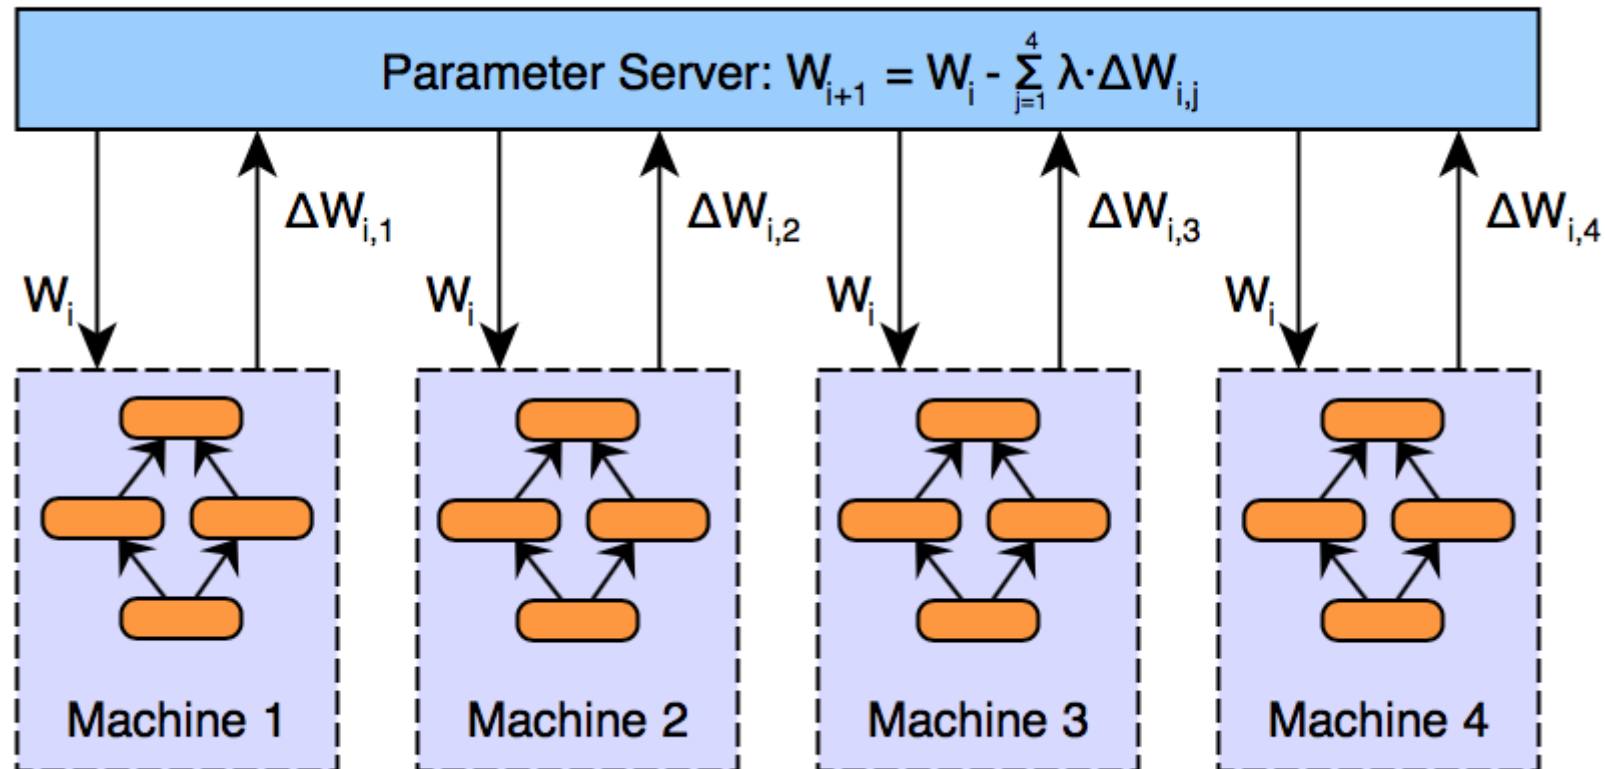 Parameter Server: W_{i+1} = W_i - \sum_{j=1}^{4} λ·ΔW_{i,j}
ΔW_{i,1} ΔW_{i,2} ΔW_{i,3} ΔW_{i,4}
W_i W_i W_i W_i
Machine 1 Machine 2 Machine 3 Machine 4